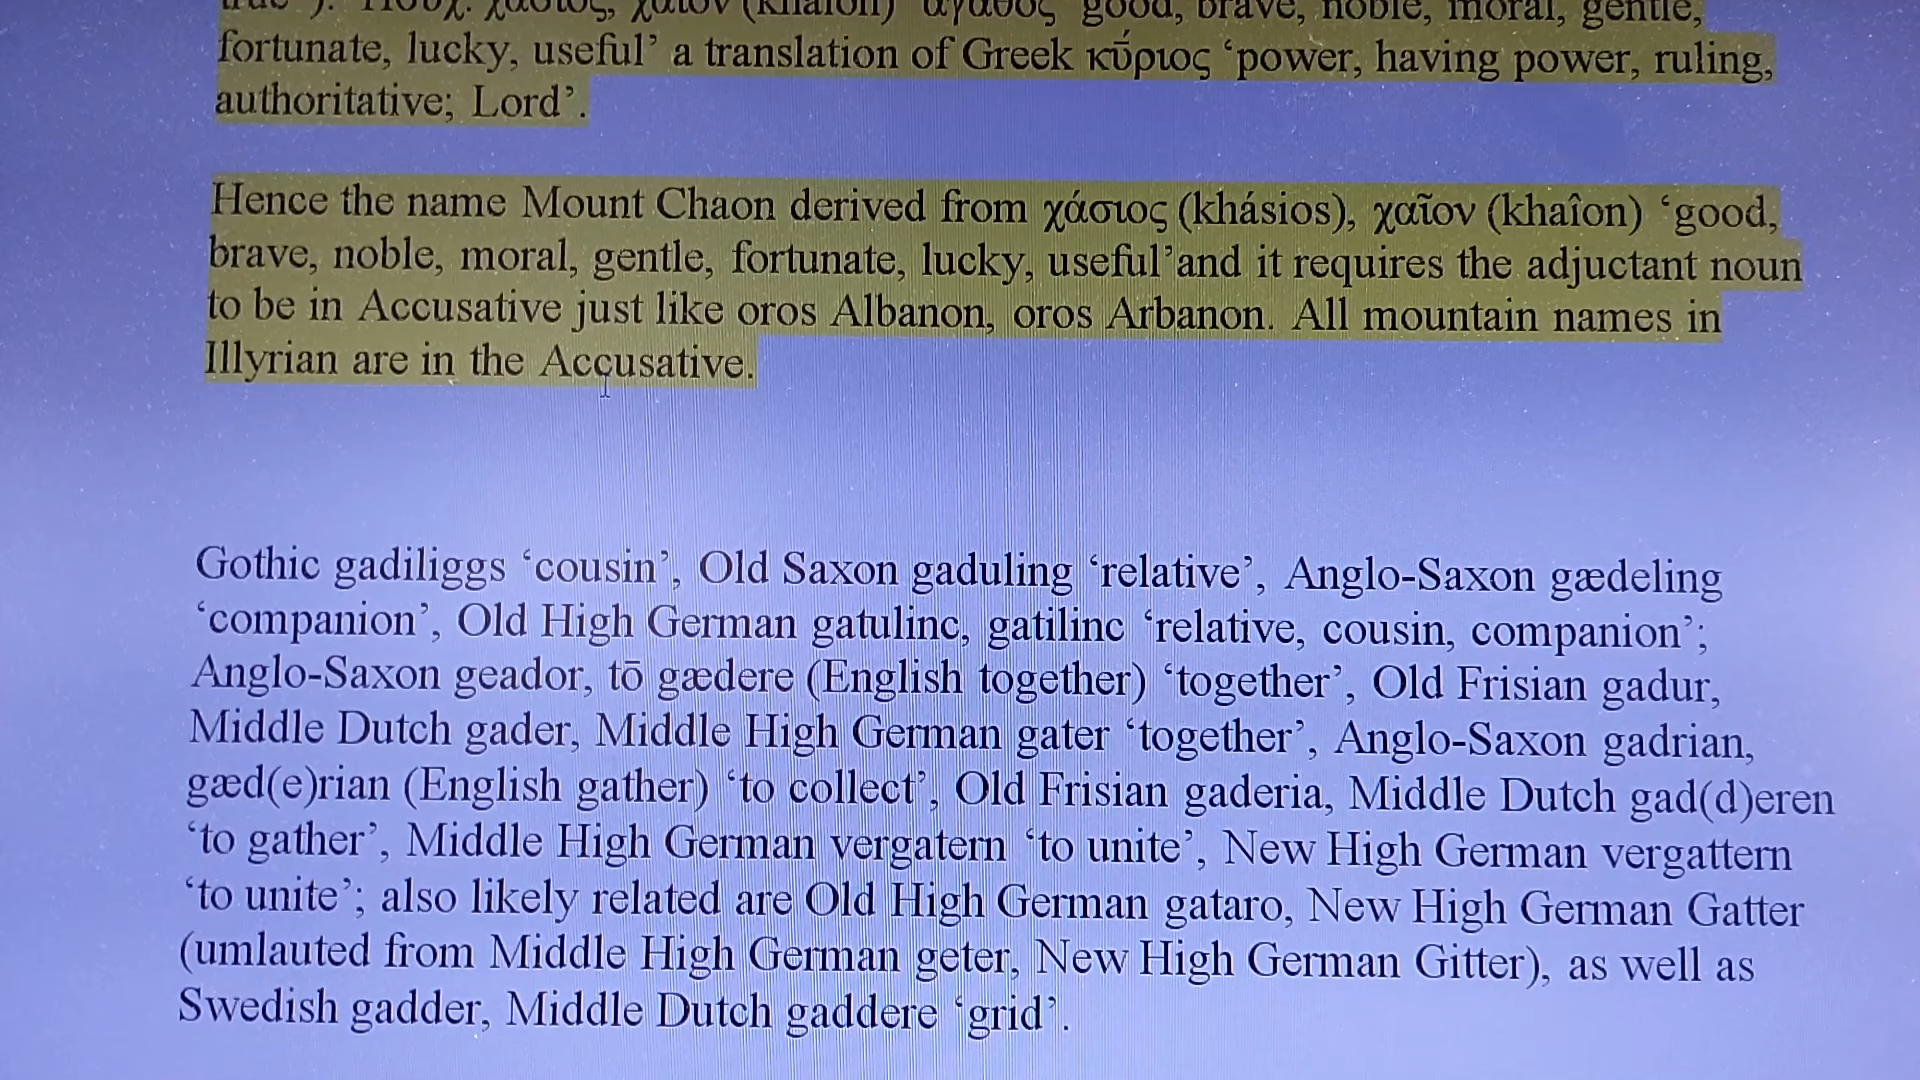 good, brave, noble, moral, gentle,
fortunate, lucky, useful’ a translation of Greek κΰριος ‘power, having power, ruling,
authoritative; Lord’.
Hence the name Mount Chaon derived from χάσιος (khásios), χαῖον (khaîon) ‘good,
brave, noble, moral, gentle, fortunate, lucky, useful’and it requires the adjuctant noun
to be in Accusative just like oros Albanon, oros Arbanon. All mountain names in
Illyrian are in the Accusative.
Gothic gadiliggs ‘cousin’, Old Saxon gaduling ‘relative’, Anglo-Saxon gædeling
‘companion’, Old High German gatulinc, gatilinc ‘relative, cousin, companion’;
Anglo-Saxon geador, tō gædere (English together) ‘together’, Old Frisian gadur,
Middle Dutch gader, Middle High German gater ‘together’, Anglo-Saxon gadrian,
gæd(e)rian (English gather) ‘to collect’, Old Frisian gaderia, Middle Dutch gad(d)eren
‘to gather’, Middle High German vergatern ‘to unite’, New High German vergattern
‘to unite’; also likely related are Old High German gataro, New High German Gatter
(umlauted from Middle High German geter, New High German Gitter), as well as
Swedish gadder, Middle Dutch gaddere ‘grid’.